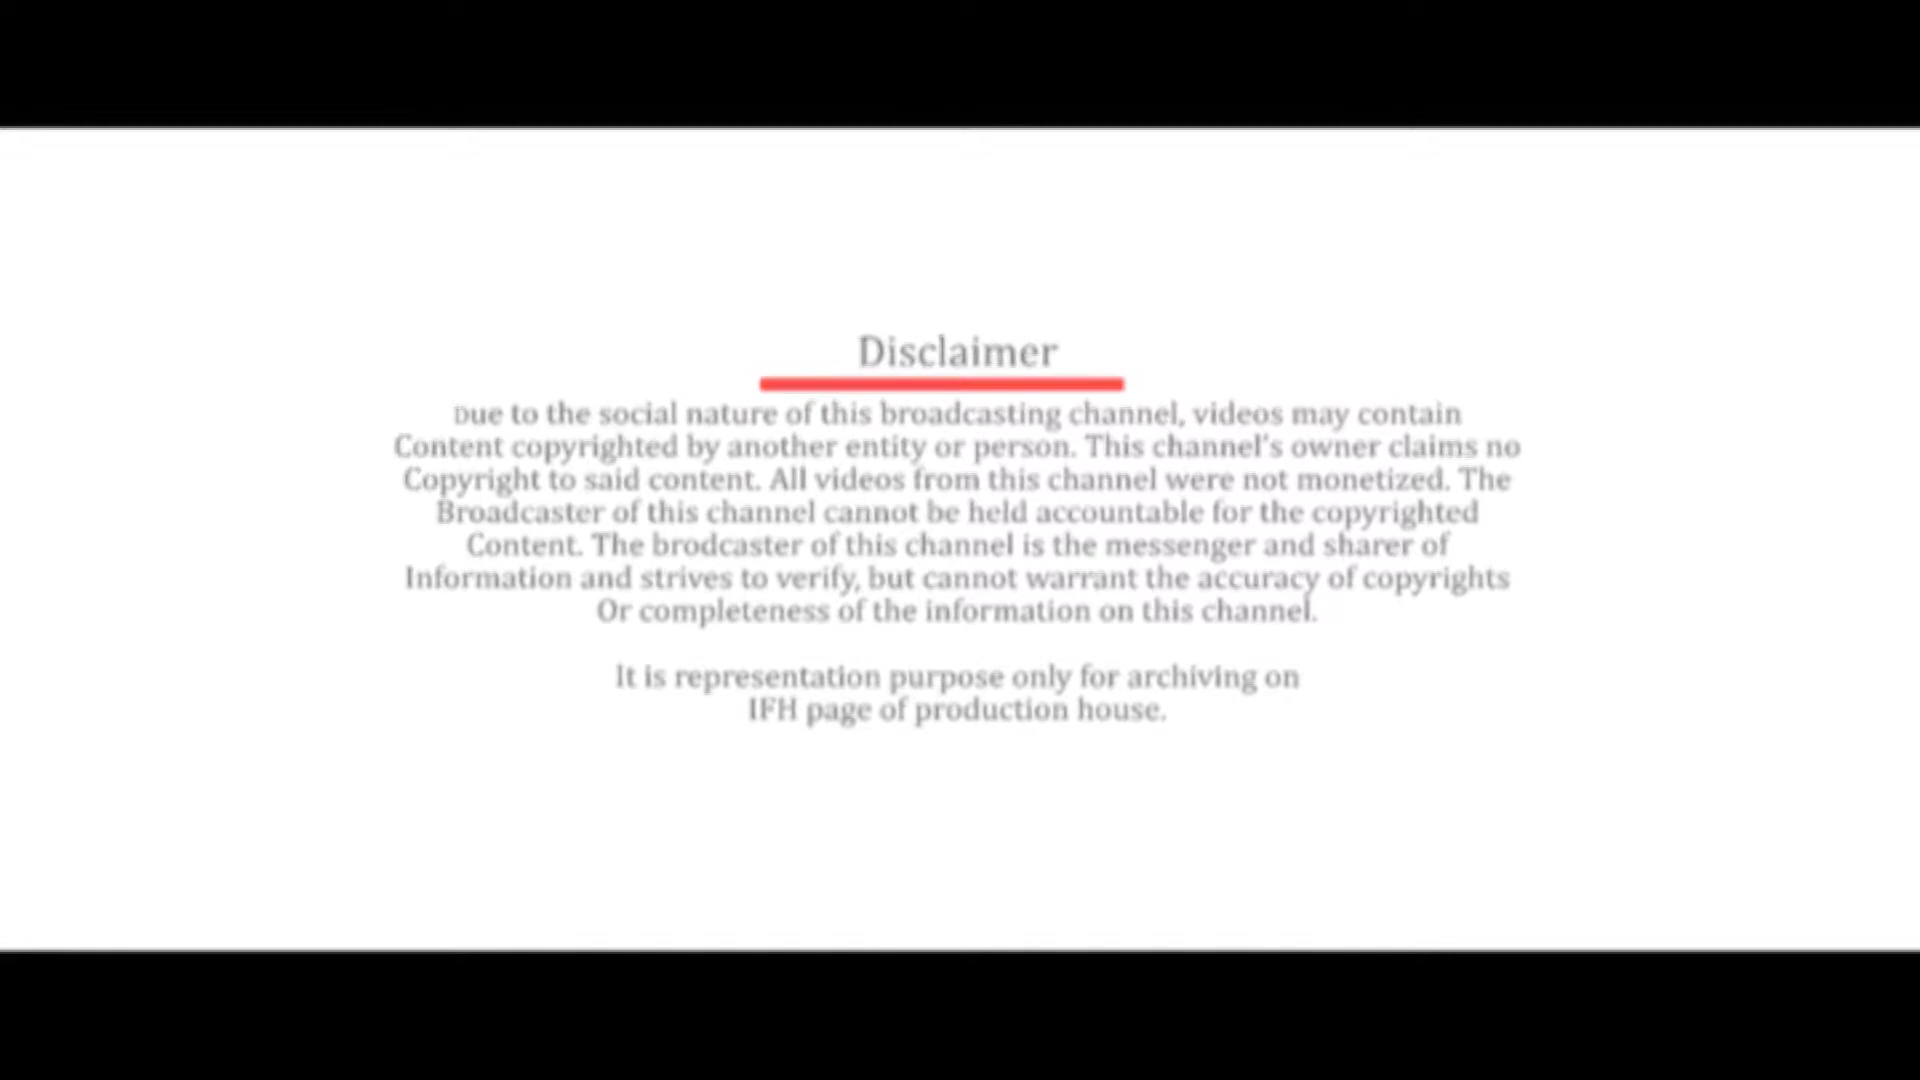 Disclaimer
Due to the social nature of this broadcasting channel, videos may contain
Content copyrighted by another entity or person. This channel's owner claims no
Copyright to said content. All videos from this channel were not monetized. The
Broadcaster of this channel cannot be held accountable for the copyrighted
Content. The brodcaster of this channel is the messenger and sharer of
Information and strives to verify, but cannot warrant the accuracy of copyrights
Or completeness of the information on this channel.
It is representation purpose only for archiving on
IFH page of production house.